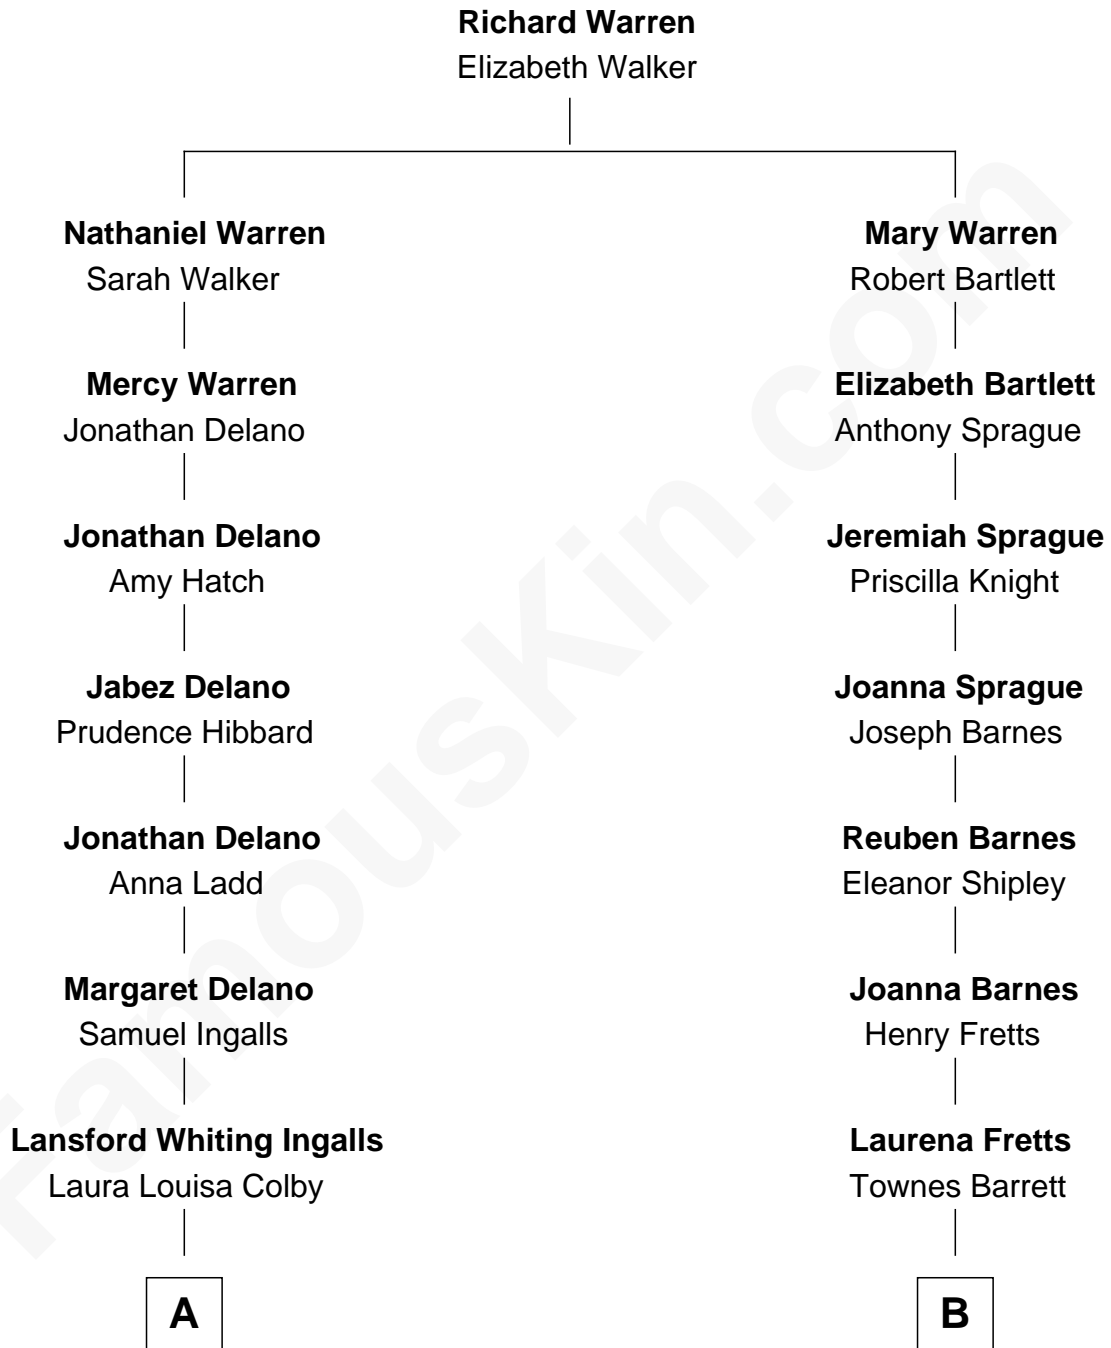 Richard Warren
Elizabeth Walker
Nathaniel Warren
Sarah Walker
Mercy Warren
Jonathan Delano
Jonathan Delano
Amy Hatch
Jabez Delano
Prudence Hibbard
Jonathan Delano
Anna Ladd
Margaret Delano
Samuel Ingalls
Lansford Whiting Ingalls
Laura Louisa Colby
A
Mary Warren
Robert Bartlett
Elizabeth Bartlett
Anthony Sprague
Jeremiah Sprague
Priscilla Knight
Joanna Sprague
Joseph Barnes
Reuben Barnes
Eleanor Shipley
Joanna Barnes
Henry Fretts
Laurena Fretts
Townes Barrett
B
FamousKin.com